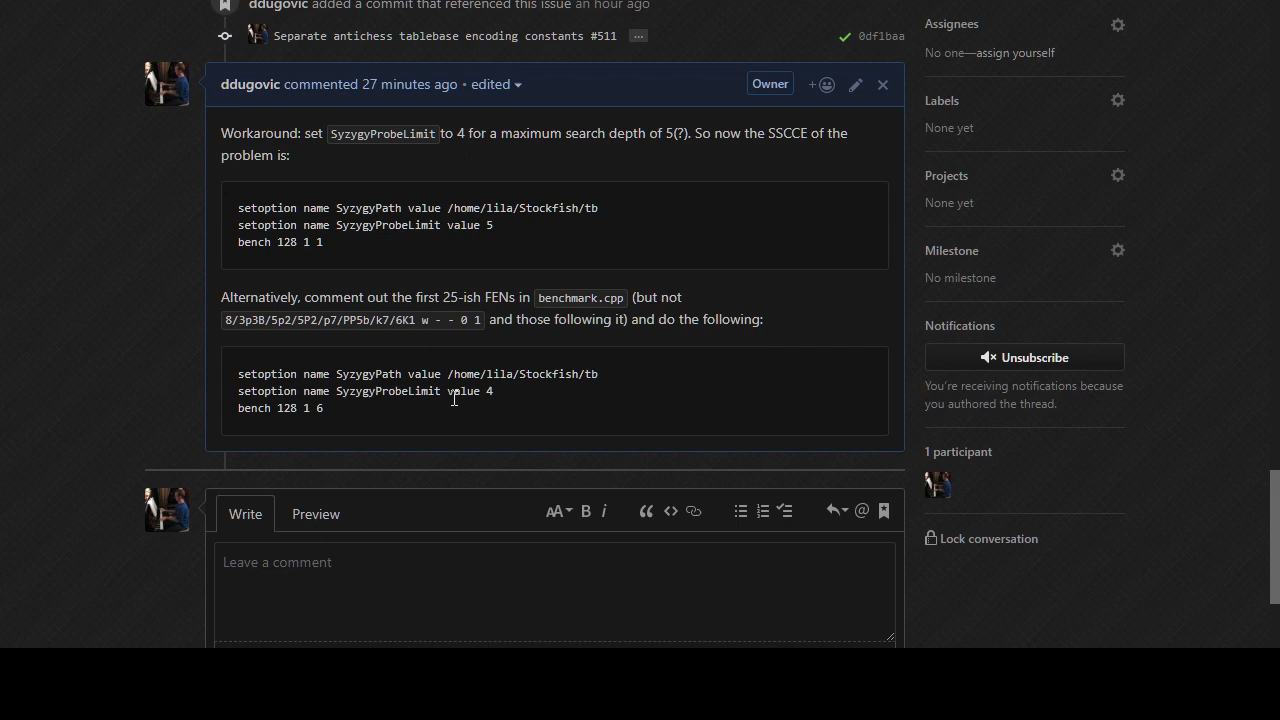 ddugovic added a commit that referenced this issue an hour ago
Separate antichess tablebase encoding constants #511 ... 0df1baa
ddugovic commented 27 minutes ago • edited Owner
Workaround: set SyzygyProbeLimit to 4 for a maximum search depth of 5(?). So now the SSCCE of the
problem is:
setoption name SyzygyPath value /home/lila/Stockfish/tb
setoption name SyzygyProbeLimit value 5
bench 128 1 1
Alternatively, comment out the first 25-ish FENs in benchmark.cpp (but not
8/3p3B/5p2/5P2/p7/PP5b/k7/6K1 w - - 0 1 and those following it) and do the following:
setoption name SyzygyPath value /home/lila/Stockfish/tb
setoption name SyzygyProbeLimit value 4
bench 128 1 6
Write Preview
Leave a comment
Assignees
No one—assign yourself
Labels
None yet
Projects
None yet
Milestone
No milestone
Notifications
Unsubscribe
You're receiving notifications because
you authored the thread.
1 participant
Lock conversation